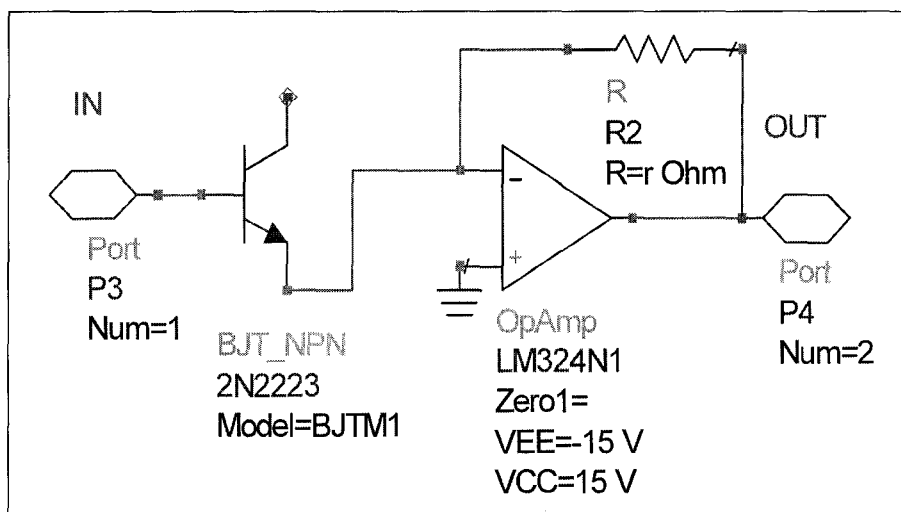 IN
R
R2
R=r Ohm
OUT
Port
P3
Num=1
BJT_NPN
2N2223
Model=BJTM1
-
+
OpAmp
LM324N1
Zero1=
VEE=-15 V
VCC=15 V
Port
P4
Num=2